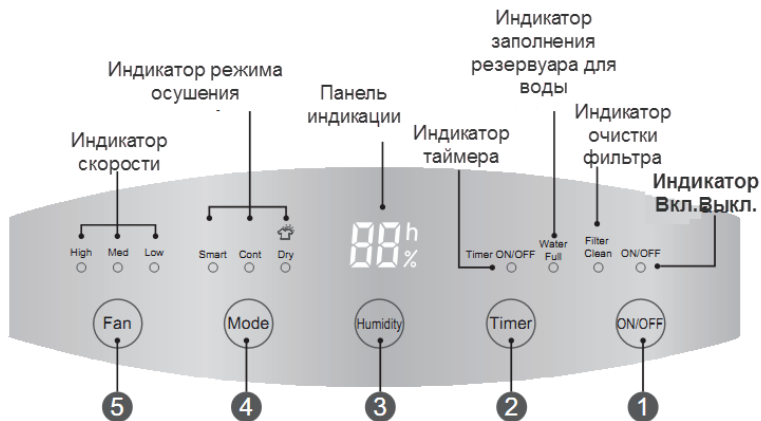 Индикатор
заполнения
резервуара для
воды
Индикатор режима
осушения
Панель
индикации
Индикатор
очистки
фильтра
Индикатор
таймера
Индикатор
скорости
Индикатор
Вкл.Выкл.
High Med Low
Smart Cont Dry
88 h
%
Timer ON/OFF
Water
Full
Filter
Clean
ON/OFF
Fan
Mode
Humidity
Timer
ON/OFF
5
4
3
2
1